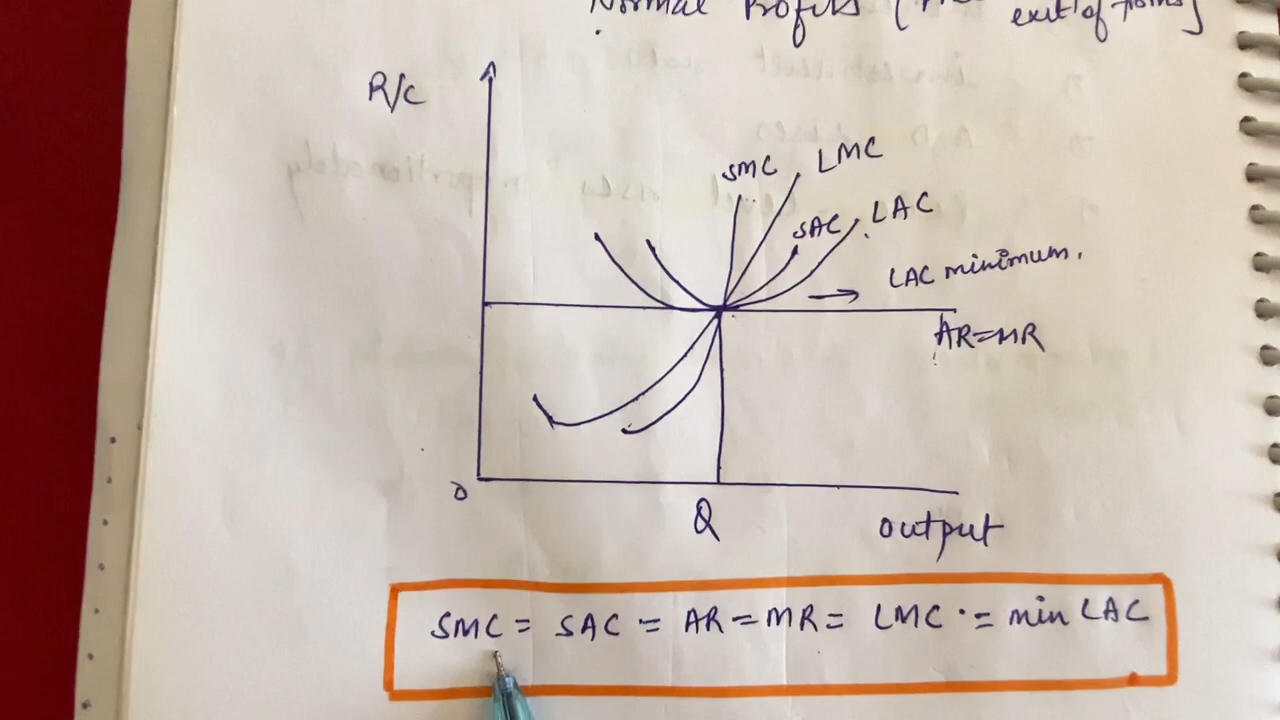 Normal Profits (
exit of firms]
R/C
SMC
LMC
SAC
LAC
LAC minimum.
AR=MR
O
Q
output
SMC = SAC = AR = MR = LMC = min LAC